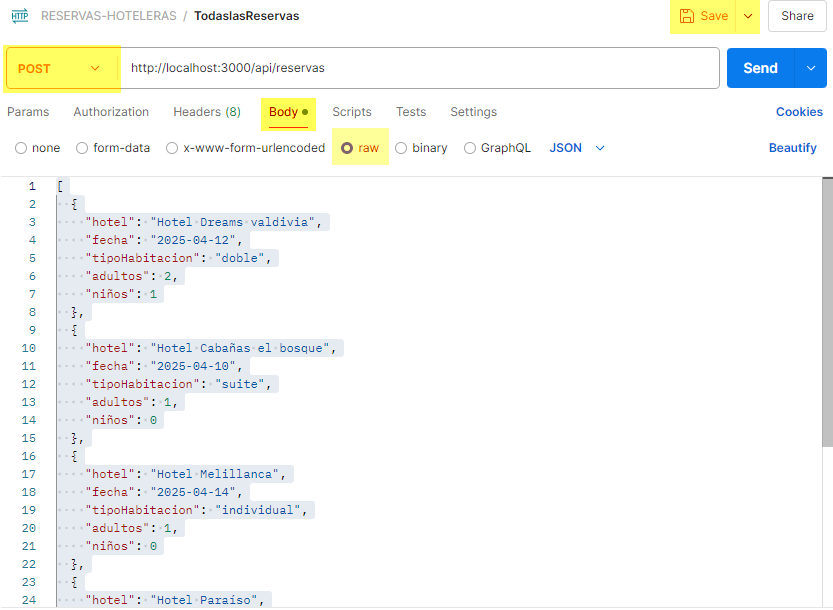 HTTP RESERVAS-HOTELERAS / TodaslasReservas Save Share
POST http://localhost:3000/api/reservas Send
Params Authorization Headers (8) Body Scripts Tests Settings Cookies
none form-data x-www-form-urlencoded raw binary GraphQL JSON Beautify
1 [
2 {
3 "hotel": "Hotel Dreams valdivia",
4 "fecha": "2025-04-12",
5 "tipoHabitacion": "doble",
6 "adultos": 2,
7 "niños": 1
8 },
9 {
10 "hotel": "Hotel Cabañas el bosque",
11 "fecha": "2025-04-10",
12 "tipoHabitacion": "suite",
13 "adultos": 1,
14 "niños": 0
15 },
16 {
17 "hotel": "Hotel Melillanca",
18 "fecha": "2025-04-14",
19 "tipoHabitacion": "individual",
20 "adultos": 1,
21 "niños": 0
22 },
23 {
24 "hotel": "Hotel Paraíso",